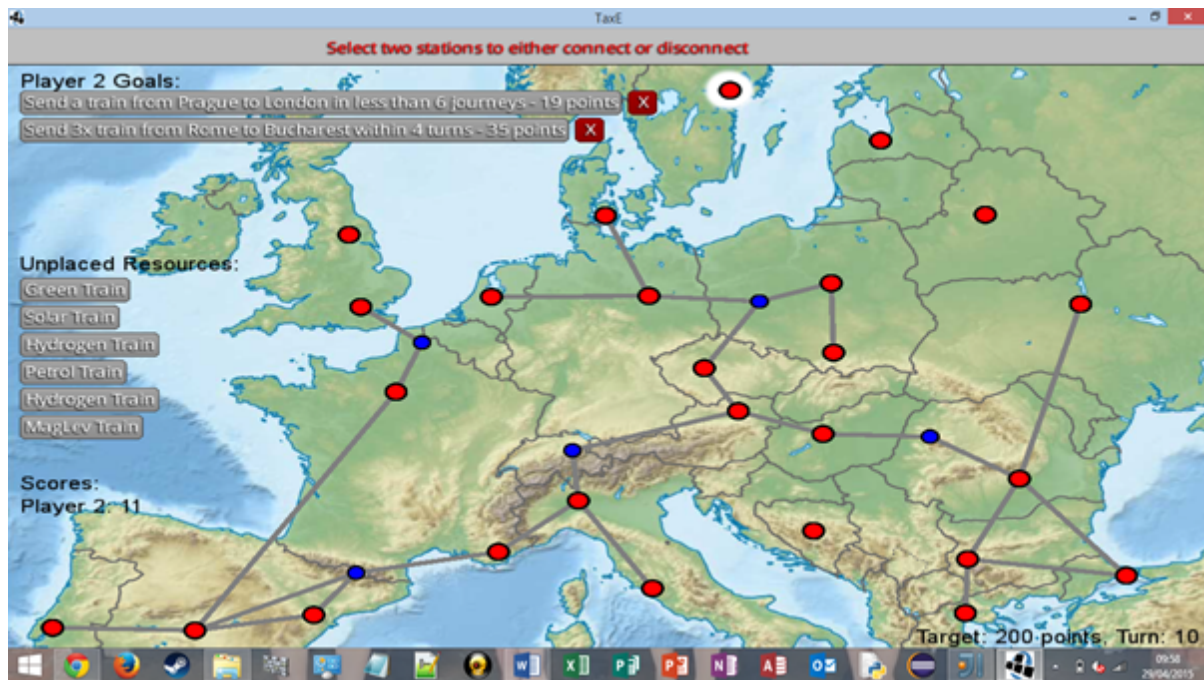 TaxE
Select two stations to either connect or disconnect
Player 2 Goals:
Send a train from Prague to London in less than 6 journeys - 19 points X
Send 3x train from Rome to Bucharest within 4 turns - 35 points X
Unplaced Resources:
Green Train
Solar Train
Hydrogen Train
Petrol Train
Hydrogen Train
MagLev Train
Scores:
Player 2: 11
Target: 200 points, Turn: 10
09:58
29/04/2015